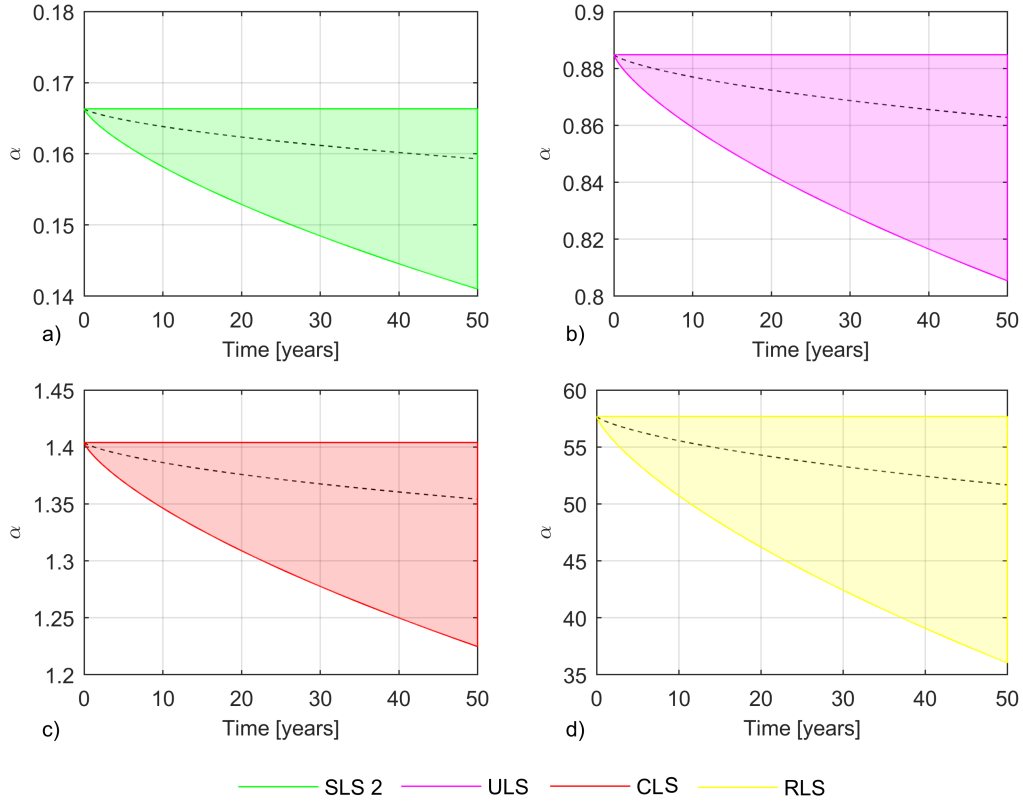 0.18
0.17
0.16
0.15
0.14
α
0 10 20 30 40 50
a)
Time [years]
0.9
0.88
0.86
0.84
0.82
0.8
α
0 10 20 30 40 50
b)
Time [years]
1.45
1.4
1.35
1.3
1.25
1.2
α
0 10 20 30 40 50
c)
Time [years]
60
55
50
45
40
35
α
0 10 20 30 40 50
d)
Time [years]
SLS 2 ULS CLS RLS